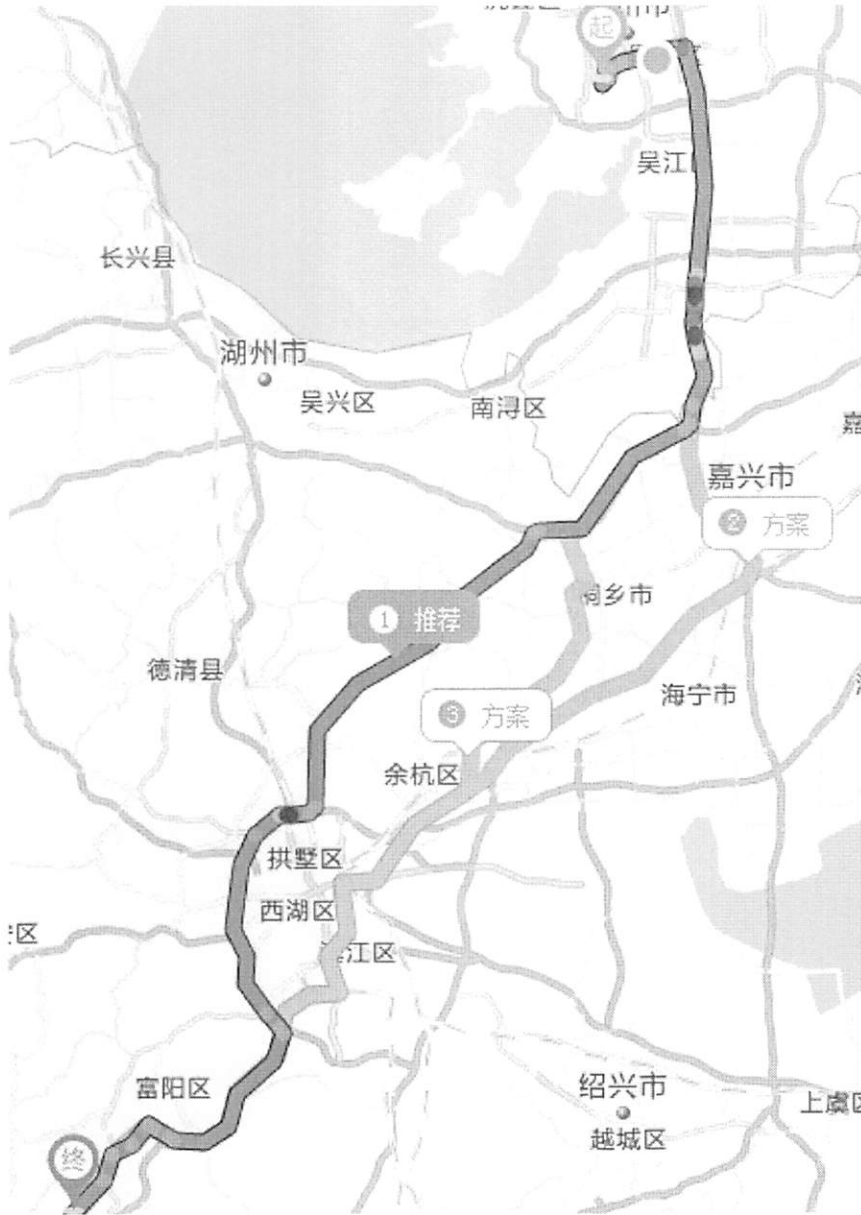 起
吴江
长兴县
湖州市
吴兴区
南浔区
嘉
嘉兴市
2 方案
桐乡市
1 推荐
德清县
海宁市
3 方案
余杭区
拱墅区
西湖区
区
江区
富阳区
绍兴市
上虞区
越城区
终